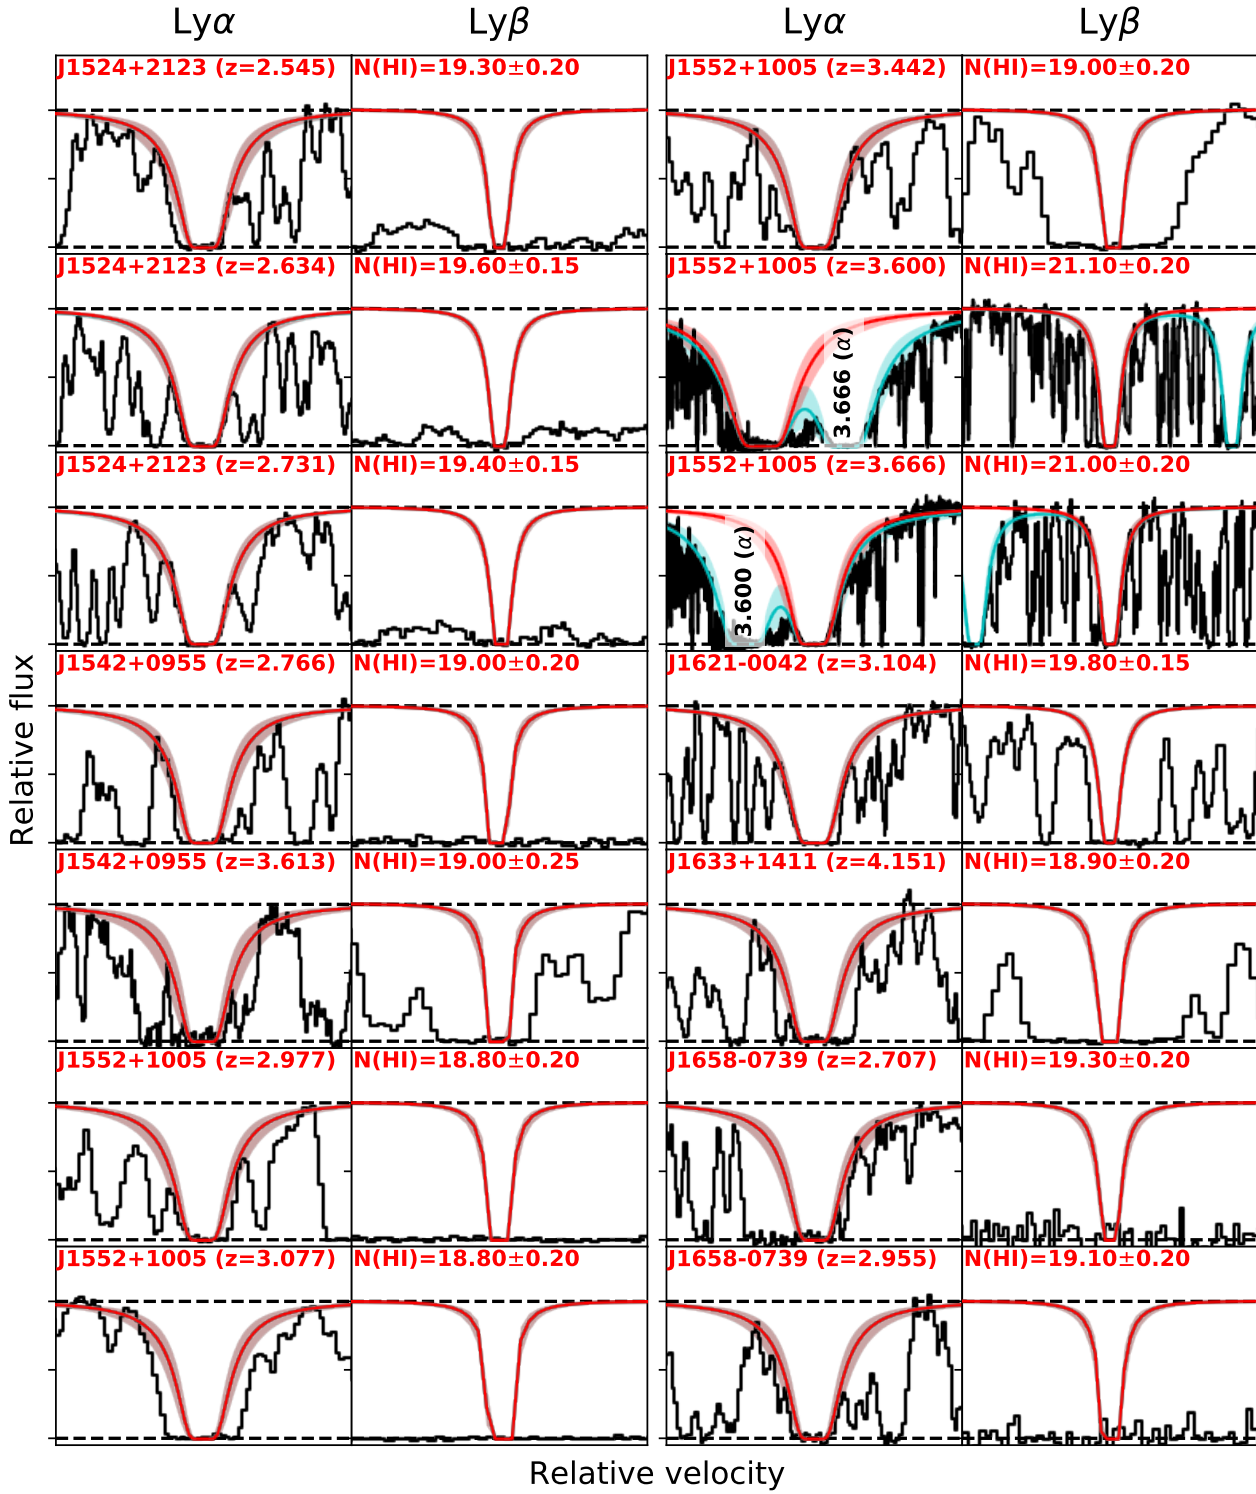 Lyα Lyβ Lyα Lyβ
J1524+2123 (z=2.545) N(HI)=19.30±0.20 J1552+1005 (z=3.442) N(HI)=19.00±0.20
J1524+2123 (z=2.634) N(HI)=19.60±0.15 J1552+1005 (z=3.600) N(HI)=21.10±0.20
3.666 (α)
J1524+2123 (z=2.731) N(HI)=19.40±0.15 J1552+1005 (z=3.666) N(HI)=21.00±0.20
3.600 (α)
J1542+0955 (z=2.766) N(HI)=19.00±0.20 J1621-0042 (z=3.104) N(HI)=19.80±0.15
J1542+0955 (z=3.613) N(HI)=19.00±0.25 J1633+1411 (z=4.151) N(HI)=18.90±0.20
J1552+1005 (z=2.977) N(HI)=18.80±0.20 J1658-0739 (z=2.707) N(HI)=19.30±0.20
J1552+1005 (z=3.077) N(HI)=18.80±0.20 J1658-0739 (z=2.955) N(HI)=19.10±0.20
Relative flux
Relative velocity